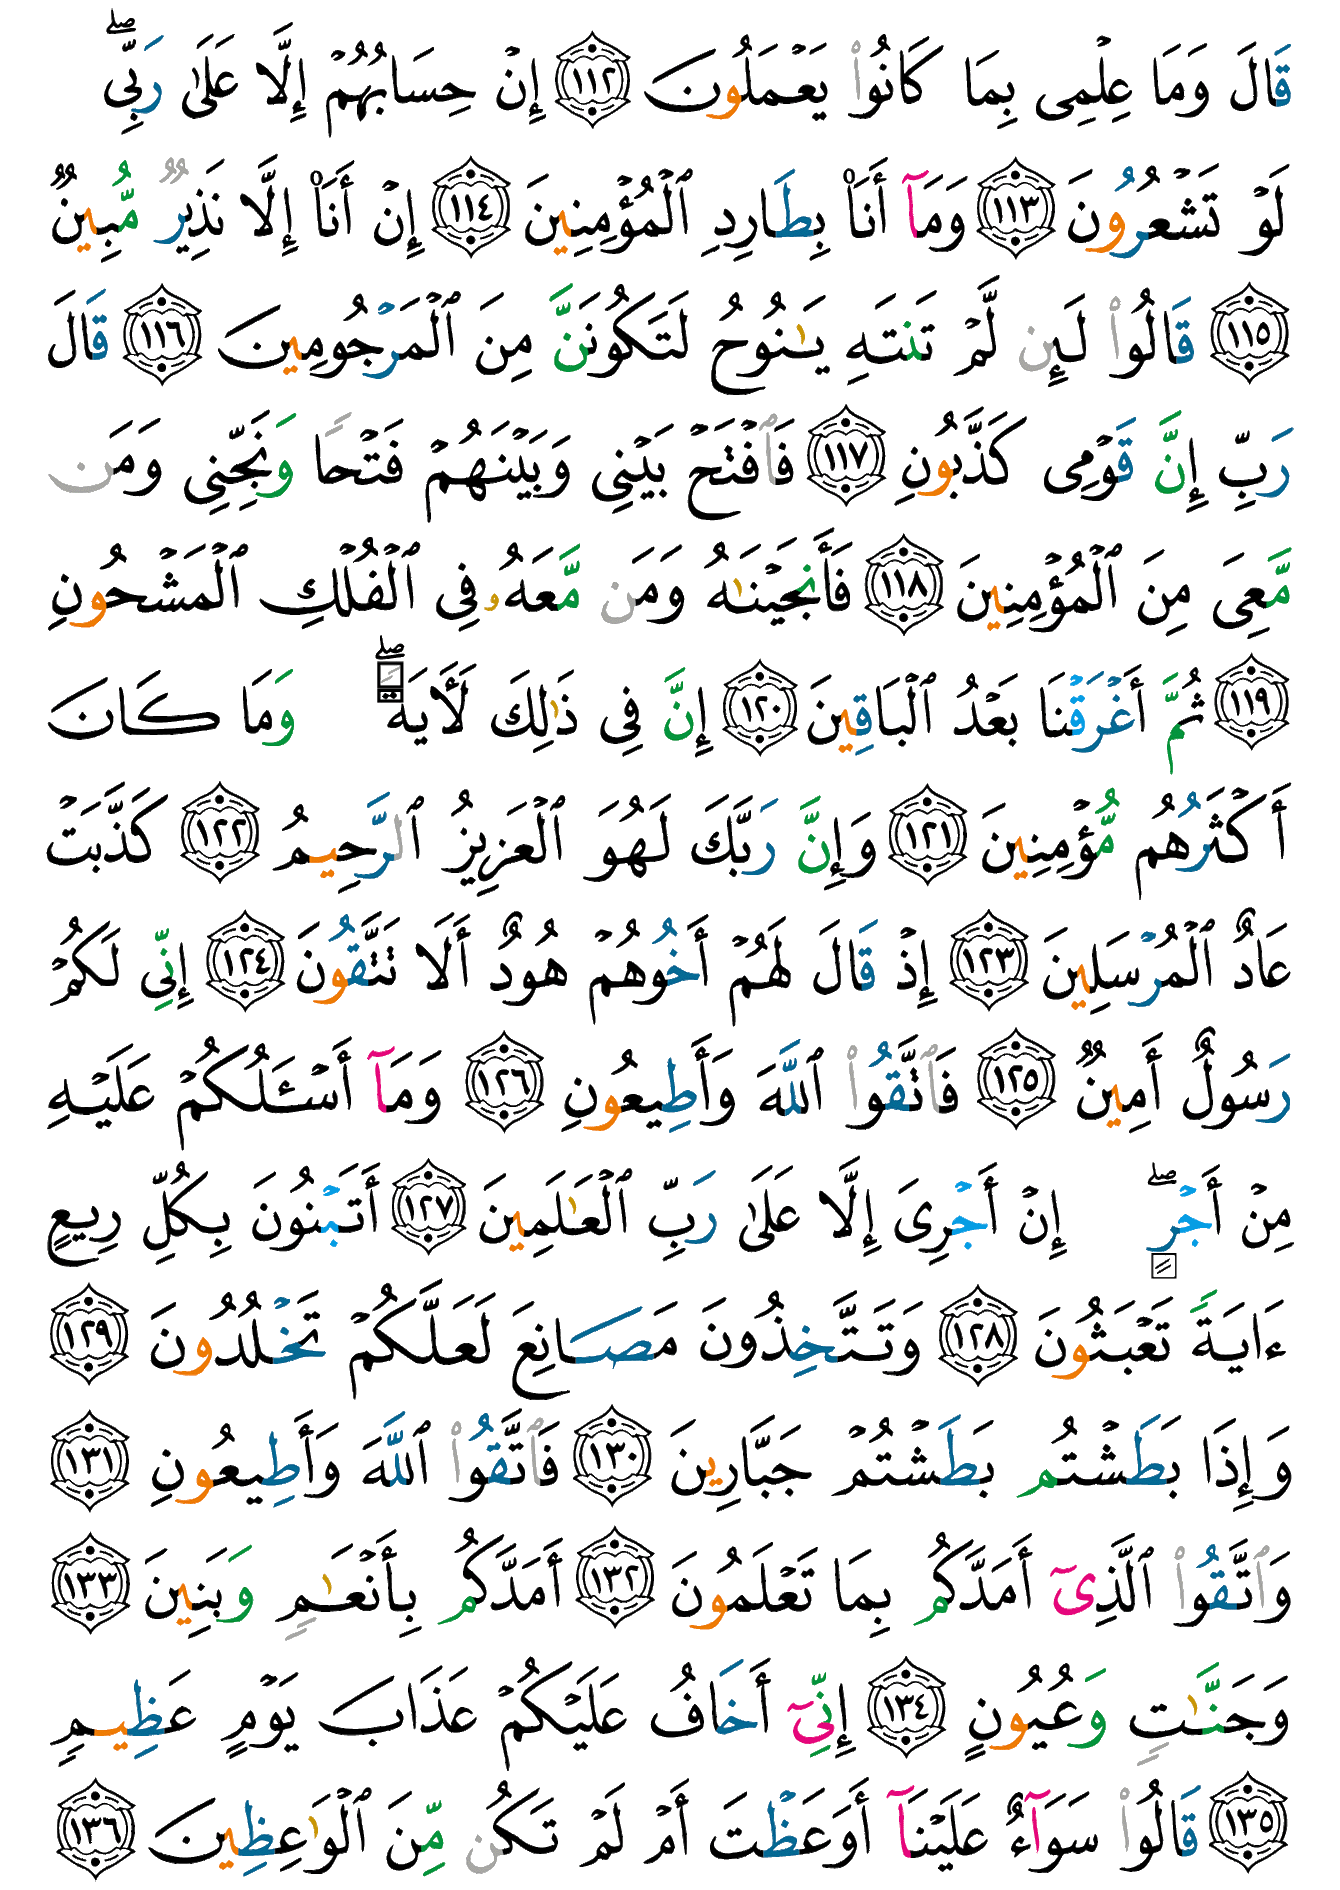 قَالَ وَمَا عِلْمِى بِمَا كَانُوا۟ يَعْمَلُونَ ١١٢ إِنْ حِسَابُهُمْ إِلَّا عَلَىٰ رَبِّى ۖ
لَوْ تَشْعُرُونَ ١١٣ وَمَآ أَنَا۠ بِطَارِدِ ٱلْمُؤْمِنِينَ ١١٤ إِنْ أَنَا۠ إِلَّا نَذِيرٌ مُّبِينٌ
١١٥ قَالُوا۟ لَئِن لَّمْ تَنتَهِ يَـٰنُوحُ لَتَكُونَنَّ مِنَ ٱلْمَرْجُومِينَ ١١٦ قَالَ
رَبِّ إِنَّ قَوْمِى كَذَّبُونِ ١١٧ فَٱفْتَحْ بَيْنِى وَبَيْنَهُمْ فَتْحًا وَنَجِّنِى وَمَن
مَّعِىَ مِنَ ٱلْمُؤْمِنِينَ ١١٨ فَأَنجَيْنَـٰهُ وَمَن مَّعَهُۥ فِى ٱلْفُلْكِ ٱلْمَشْحُونِ
١١٩ ثُمَّ أَغْرَقْنَا بَعْدُ ٱلْبَاقِينَ ١٢٠ إِنَّ فِى ذَٰلِكَ لَـَٔايَةً ۖ وَمَا كَانَ
أَكْثَرُهُم مُّؤْمِنِينَ ١٢١ وَإِنَّ رَبَّكَ لَهُوَ ٱلْعَزِيزُ ٱلرَّحِيمُ ١٢٢ كَذَّبَتْ
عَادٌ ٱلْمُرْسَلِينَ ١٢٣ إِذْ قَالَ لَهُمْ أَخُوهُمْ هُودٌ أَلَا تَتَّقُونَ ١٢٤ إِنِّى لَكُمْ
رَسُولٌ أَمِينٌ ١٢٥ فَٱتَّقُوا۟ ٱللَّهَ وَأَطِيعُونِ ١٢٦ وَمَآ أَسْـَٔلُكُمْ عَلَيْهِ
مِنْ أَجْرٍ ۖ إِنْ أَجْرِىَ إِلَّا عَلَىٰ رَبِّ ٱلْعَـٰلَمِينَ ١٢٧ أَتَبْنُونَ بِكُلِّ رِيعٍ
ءَايَةً تَعْبَثُونَ ١٢٨ وَتَتَّخِذُونَ مَصَانِعَ لَعَلَّكُمْ تَخْلُدُونَ ١٢٩
وَإِذَا بَطَشْتُم بَطَشْتُمْ جَبَّارِينَ ١٣٠ فَٱتَّقُوا۟ ٱللَّهَ وَأَطِيعُونِ ١٣١
وَٱتَّقُوا۟ ٱلَّذِىٓ أَمَدَّكُم بِمَا تَعْلَمُونَ ١٣٢ أَمَدَّكُم بِأَنْعَـٰمٍ وَبَنِينَ ١٣٣
وَجَنَّـٰتٍ وَعُيُونٍ ١٣٤ إِنِّىٓ أَخَافُ عَلَيْكُمْ عَذَابَ يَوْمٍ عَظِيمٍ
١٣٥ قَالُوا۟ سَوَآءٌ عَلَيْنَآ أَوَعَظْتَ أَمْ لَمْ تَكُن مِّنَ ٱلْوَٰعِظِينَ ١٣٦